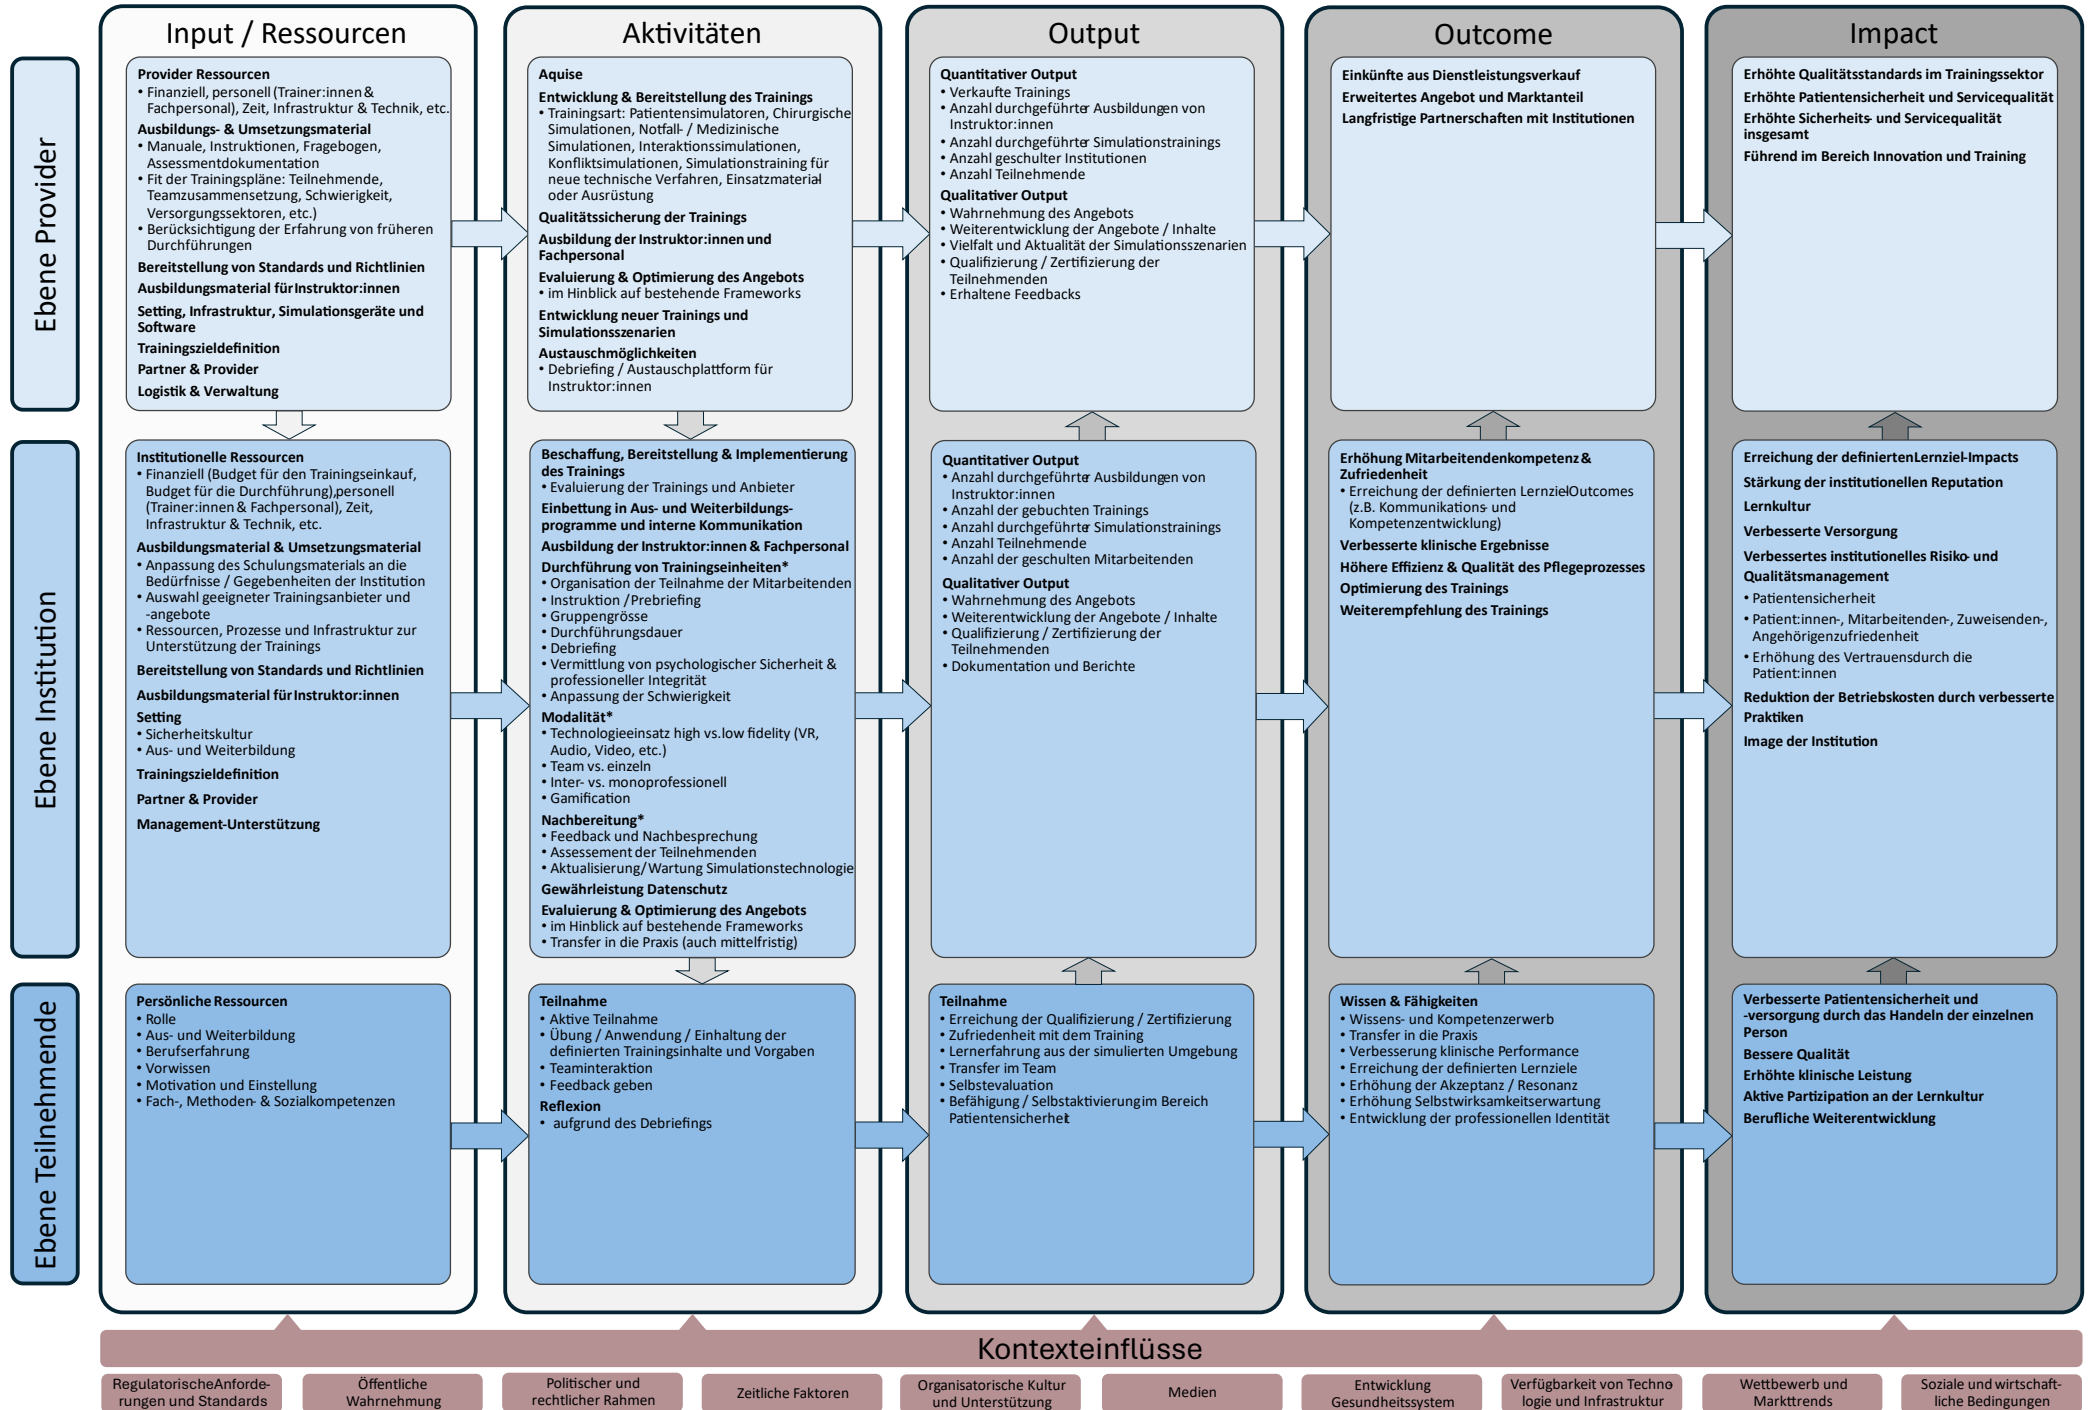 Input / Ressourcen
Aktivitäten
Output
Outcome
Impact
Ebene Provider
Provider Ressourcen
• Finanziell, personell (Trainer:innen &
Fachpersonal), Zeit, Infrastruktur & Technik, etc.
Ausbildungs- & Umsetzungsmaterial
• Manuale, Instruktionen, Fragebogen,
Assessmentdokumentation
• Fit der Trainingspläne: Teilnehmende,
Teamzusammensetzung, Schwierigkeit,
Versorgungssektoren, etc.)
• Berücksichtigung der Erfahrung von früheren
Durchführungen
Bereitstellung von Standards und Richtlinien
Ausbildungsmaterial für Instruktor:innen
Setting, Infrastruktur, Simulationsgeräte und
Software
Trainingszieldefinition
Partner & Provider
Logistik & Verwaltung
Aquise
Entwicklung & Bereitstellung des Trainings
• Trainingsart: Patientensimulatoren, Chirurgische
Simulationen, Notfall- / Medizinische
Simulationen, Interaktionssimulationen,
Konfliktsimulationen, Simulationstraining für
neue technische Verfahren, Einsatzmaterial
oder Ausrüstung
Qualitätssicherung der Trainings
Ausbildung der Instruktor:innen und
Fachpersonal
Evaluierung & Optimierung des Angebots
• im Hinblick auf bestehende Frameworks
Entwicklung neuer Trainings und
Simulationsszenarien
Austauschmöglichkeiten
• Debriefing / Austauschplattform für
Instruktor:innen
Quantitativer Output
• Verkaufte Trainings
• Anzahl durchgeführter Ausbildungen von
Instruktor:innen
• Anzahl durchgeführter Simulationstrainings
• Anzahl geschulter Institutionen
• Anzahl Teilnehmende
Qualitativer Output
• Wahrnehmung des Angebots
• Weiterentwicklung der Angebote / Inhalte
• Vielfalt und Aktualität der Simulationsszenarien
• Qualifizierung / Zertifizierung der
Teilnehmenden
• Erhaltene Feedbacks
Einkünfte aus Dienstleistungsverkauf
Erweitertes Angebot und Marktanteil
Langfristige Partnerschaften mit Institutionen
Erhöhte Qualitätsstandards im Trainingssektor
Erhöhte Patientensicherheit und Servicequalität
Erhöhte Sicherheits- und Servicequalität
insgesamt
Führend im Bereich Innovation und Training
Ebene Institution
Institutionelle Ressourcen
• Finanziell (Budget für den Trainingseinkauf,
Budget für die Durchführung),personell
(Trainer:innen & Fachpersonal), Zeit,
Infrastruktur & Technik, etc.
Ausbildungsmaterial & Umsetzungsmaterial
• Anpassung des Schulungsmaterials an die
Bedürfnisse / Gegebenheiten der Institution
• Auswahl geeigneter Trainingsanbieter und
-angebote
• Ressourcen, Prozesse und Infrastruktur zur
Unterstützung der Trainings
Bereitstellung von Standards und Richtlinien
Ausbildungsmaterial für Instruktor:innen
Setting
• Sicherheitskultur
• Aus- und Weiterbildung
Trainingszieldefinition
Partner & Provider
Management-Unterstützung
Beschaffung, Bereitstellung & Implementierung
des Trainings
• Evaluierung der Trainings und Anbieter
Einbettung in Aus- und Weiterbildungs-
programme und interne Kommunikation
Ausbildung der Instruktor:innen & Fachpersonal
Durchführung von Trainingseinheiten*
• Organisation der Teilnahme der Mitarbeitenden
• Instruktion / Prebriefing
• Gruppengrösse
• Durchführungsdauer
• Debriefing
• Vermittlung von psychologischer Sicherheit &
professioneller Integrität
• Anpassung der Schwierigkeit
Modalität*
• Technologieeinsatz high vs. low fidelity (VR,
Audio, Video, etc.)
• Team vs. einzeln
• Inter- vs. monoprofessionell
• Gamification
Nachbereitung*
• Feedback und Nachbesprechung
• Assessement der Teilnehmenden
• Aktualisierung/Wartung Simulationstechnologie
Gewährleistung Datenschutz
Evaluierung & Optimierung des Angebots
• im Hinblick auf bestehende Frameworks
• Transfer in die Praxis (auch mittelfristig)
Quantitativer Output
• Anzahl durchgeführter Ausbildungen von
Instruktor:innen
• Anzahl der gebuchten Trainings
• Anzahl durchgeführter Simulationstrainings
• Anzahl Teilnehmende
• Anzahl der geschulten Mitarbeitenden
Qualitativer Output
• Wahrnehmung des Angebots
• Weiterentwicklung der Angebote / Inhalte
• Qualifizierung / Zertifizierung der
Teilnehmenden
• Dokumentation und Berichte
Erhöhung Mitarbeitendenkompetenz &
Zufriedenheit
• Erreichung der definierten Lernziel-Outcomes
(z.B. Kommunikations- und
Kompetenzentwicklung)
Verbesserte klinische Ergebnisse
Höhere Effizienz & Qualität des Pflegeprozesses
Optimierung des Trainings
Weiterempfehlung des Trainings
Erreichung der definierten Lernziel-Impacts
Stärkung der institutionellen Reputation
Lernkultur
Verbesserte Versorgung
Verbessertes institutionelles Risiko- und
Qualitätsmanagement
• Patientensicherheit
• Patient:innen-, Mitarbeitenden-, Zuweisenden-,
Angehörigenzufriedenheit
• Erhöhung des Vertrauens durch die
Patient:innen
Reduktion der Betriebskosten durch verbesserte
Praktiken
Image der Institution
Ebene Teilnehmende
Persönliche Ressourcen
• Rolle
• Aus- und Weiterbildung
• Berufserfahrung
• Vorwissen
• Motivation und Einstellung
• Fach-, Methoden- & Sozialkompetenzen
Teilnahme
• Aktive Teilnahme
• Übung / Anwendung / Einhaltung der
definierten Trainingsinhalte und Vorgaben
• Teaminteraktion
• Feedback geben
Reflexion
• aufgrund des Debriefings
Teilnahme
• Erreichung der Qualifizierung / Zertifizierung
• Zufriedenheit mit dem Training
• Lernerfahrung aus der simulierten Umgebung
• Transfer im Team
• Selbstevaluation
• Befähigung / Selbstaktivierung im Bereich
Patientensicherheit
Wissen & Fähigkeiten
• Wissens- und Kompetenzerwerb
• Transfer in die Praxis
• Verbesserung klinische Performance
• Erreichung der definierten Lernziele
• Erhöhung der Akzeptanz / Resonanz
• Erhöhung Selbstwirksamkeitserwartung
• Entwicklung der professionellen Identität
Verbesserte Patientensicherheit und
-versorgung durch das Handeln der einzelnen
Person
Bessere Qualität
Erhöhte klinische Leistung
Aktive Partizipation an der Lernkultur
Berufliche Weiterentwicklung
Kontexteinflüsse
Regulatorische Anforde-
rungen und Standards
Öffentliche
Wahrnehmung
Politischer und
rechtlicher Rahmen
Zeitliche Faktoren
Organisatorische Kultur
und Unterstützung
Medien
Entwicklung
Gesundheitssystem
Verfügbarkeit von Techno-
logie und Infrastruktur
Wettbewerb und
Markttrends
Soziale und wirtschaft-
liche Bedingungen